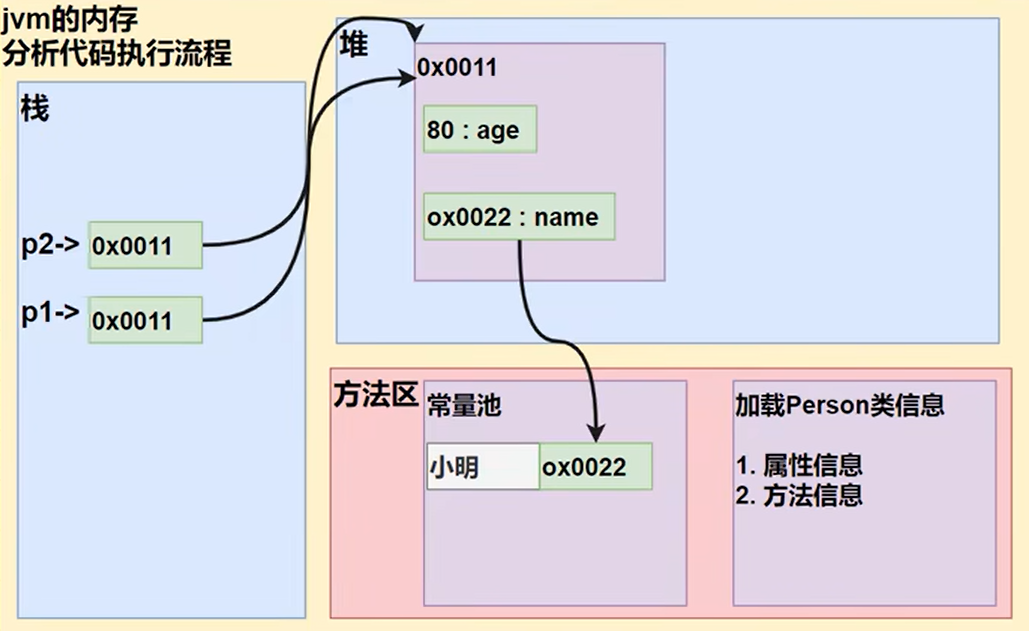 jvm的内存
分析代码执行流程
栈
p2-> 0x0011
p1-> 0x0011
堆
0x0011
80 : age
ox0022 : name
方法区
常量池
小明 ox0022
加载Person类信息
1. 属性信息
2. 方法信息